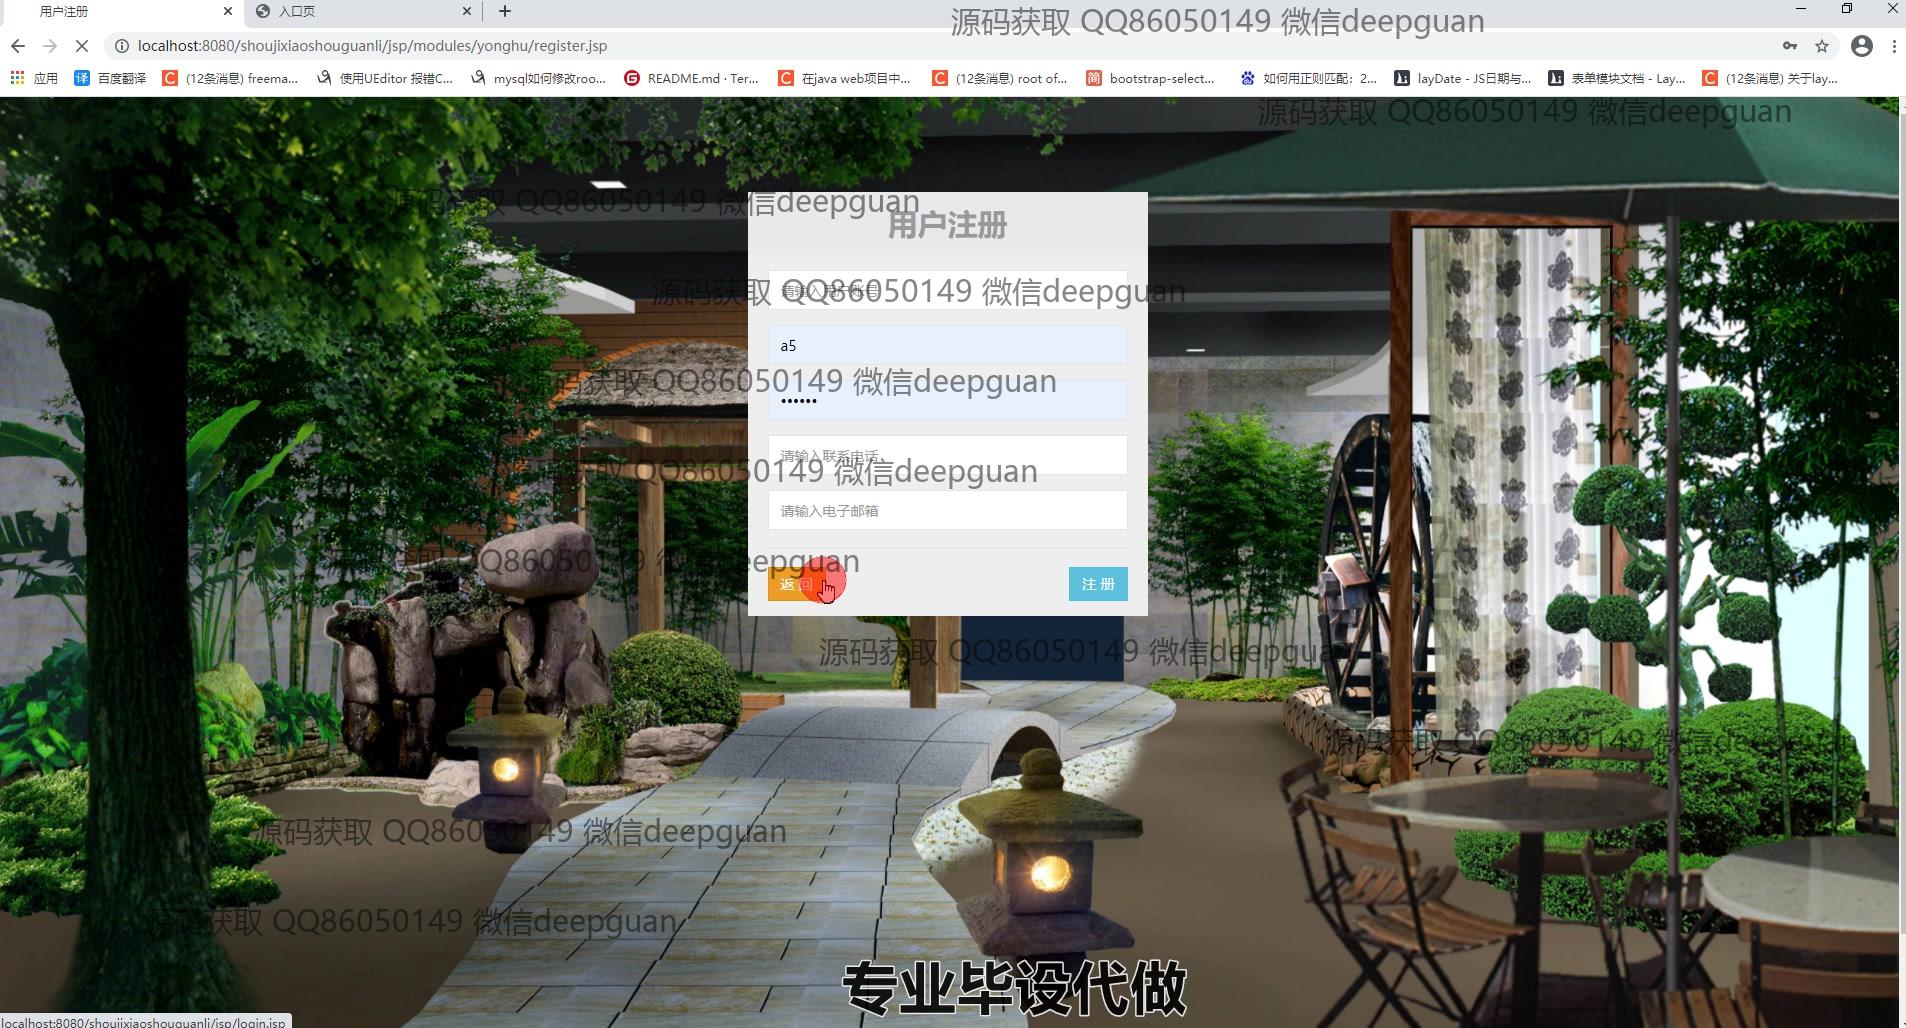 用户注册
入口页
源码获取 QQ86050149 微信deepguan
localhost:8080/shoujixiaoshouguanli/jsp/modules/yonghu/register.jsp
应用
译 百度翻译
C (12条消息) freema...
使用UEditor 报错C...
mysql如何修改roo...
G README.md · Ter...
C 在java web项目中...
C (12条消息) root of...
简 bootstrap-select...
如何用正则匹配：2...
layDate - JS日期与...
表单模块文档 - Lay...
C (12条消息) 关于lay...
源码获取 QQ86050149 微信deepguan
源码获取 QQ86050149 微信deepguan
用户注册
源码获取 QQ86050149 微信deepguan
a5
源码获取 QQ86050149 微信deepguan
••••••
请输入联系电话
源码获取 QQ86050149 微信deepguan
请输入电子邮箱
源码获取 QQ86050149 微信deepguan
返回
注册
源码获取 QQ86050149 微信deepguan
源码获取 QQ86050149 微信deepguan
源码获取 QQ86050149 微信deepguan
源码获取 QQ86050149 微信deepguan
专业毕设代做
localhost:8080/shoujixiaoshouguanli/jsp/login.jsp